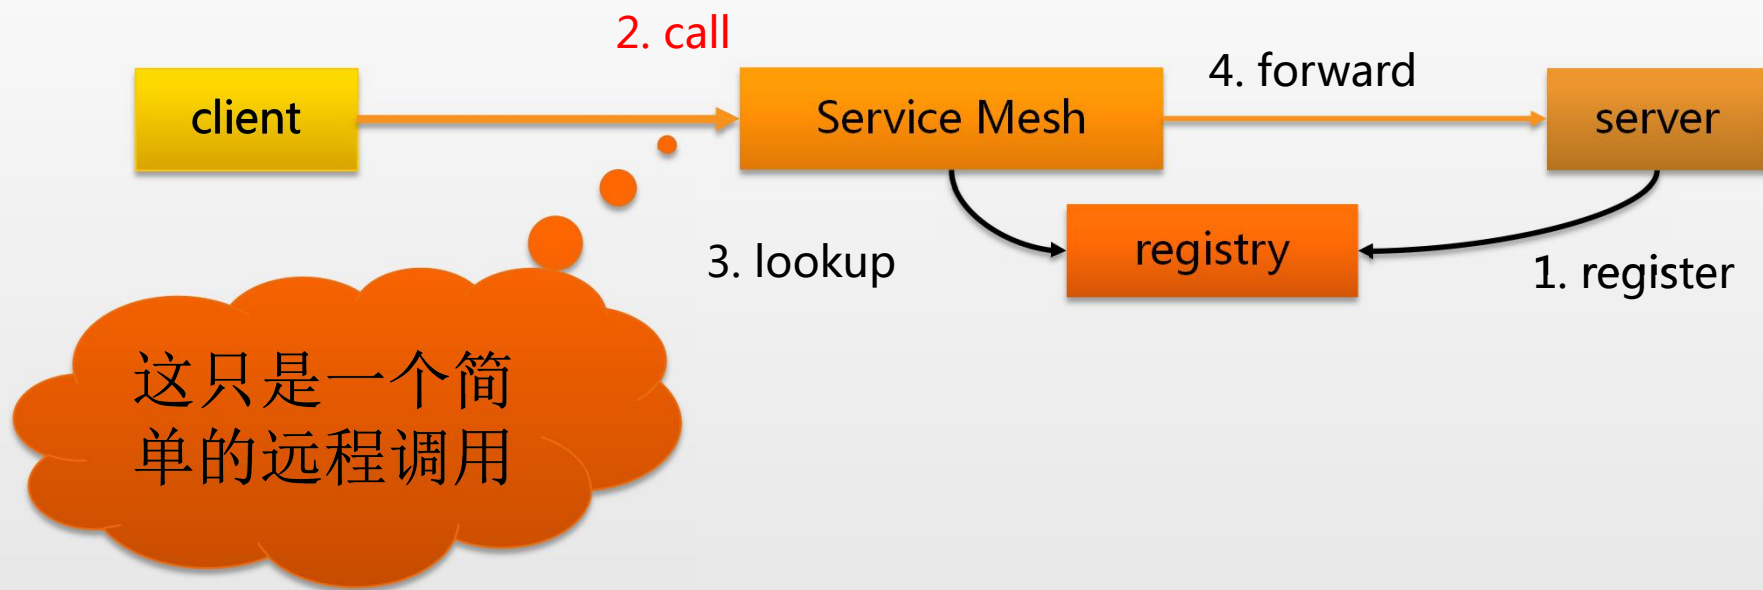 2. call
client
Service Mesh
4. forward
server
3. lookup
registry
1. register
这只是一个简
单的远程调用